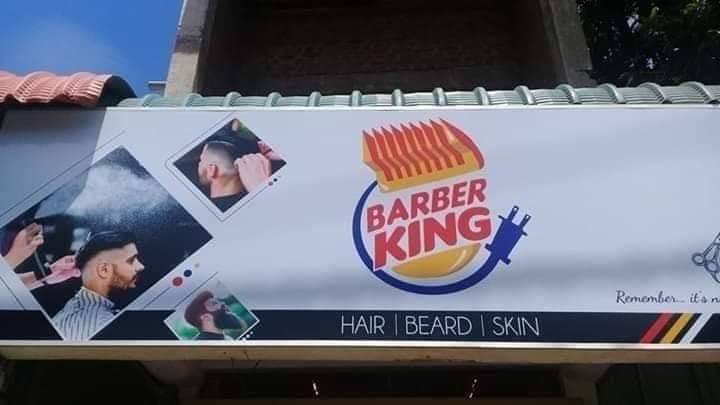 BARBER
KING
HAIR | BEARD | SKIN
Remember... it's